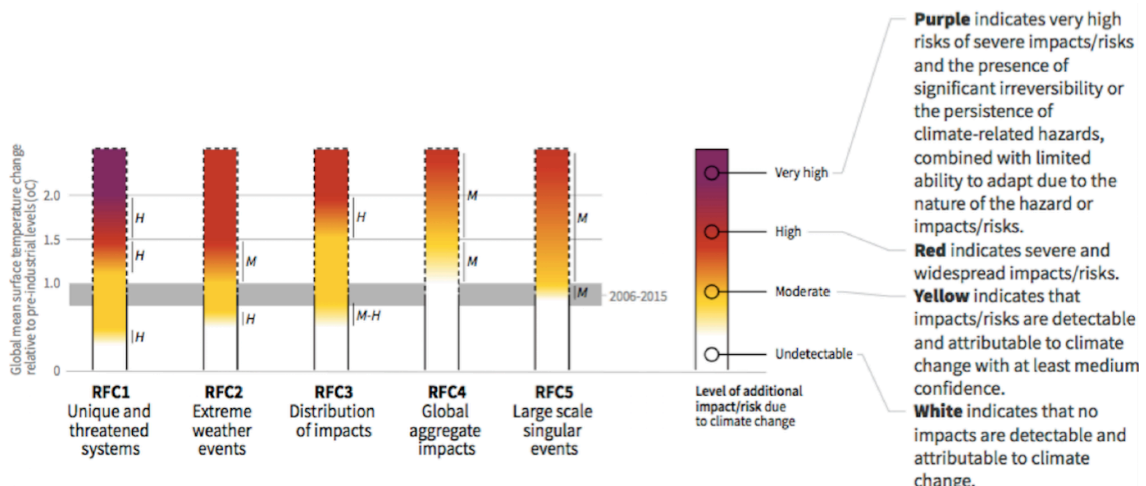 Global mean surface temperature change
relative to pre-industrial levels (oC)
2.0
1.5
1.0
0
H
H
H
M
H
H
M-H
M
M
M
M
2006-2015
RFC1
Unique and
threatened
systems
RFC2
Extreme
weather
events
RFC3
Distribution
of impacts
RFC4
Global
aggregate
impacts
RFC5
Large scale
singular
events
Very high
High
Moderate
Undetectable
Level of additional
impact/risk due
to climate change
Purple indicates very high
risks of severe impacts/risks
and the presence of
significant irreversibility or
the persistence of
climate-related hazards,
combined with limited
ability to adapt due to the
nature of the hazard or
impacts/risks.
Red indicates severe and
widespread impacts/risks.
Yellow indicates that
impacts/risks are detectable
and attributable to climate
change with at least medium
confidence.
White indicates that no
impacts are detectable and
attributable to climate
change.